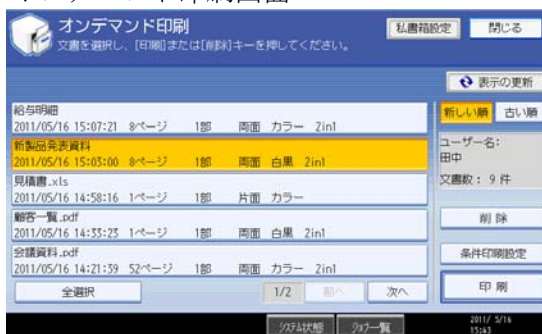 オンデマンド印刷
文書を選択し、[印刷]または[削除]キーを押してください。
私書箱設定
閉じる
表示の更新
給与明細
2011/05/16 15:07:21 8ページ 1部 両面 カラー 2in1
新製品発表資料
2011/05/16 15:03:00 8ページ 1部 両面 白黒 2in1
見積書.xls
2011/05/16 14:58:16 1ページ 1部 片面 カラー
顧客一覧.pdf
2011/05/16 14:33:23 1ページ 1部 両面 白黒 2in1
会議資料.pdf
2011/05/16 14:21:39 52ページ 1部 両面 カラー 2in1
新しい順
古い順
ユーザー名:
田中
文書数: 9 件
削 除
条件印刷設定
印 刷
全選択
1/2
前へ
次へ
システム状態
ジョブ一覧
2011/ 5/16
15:43